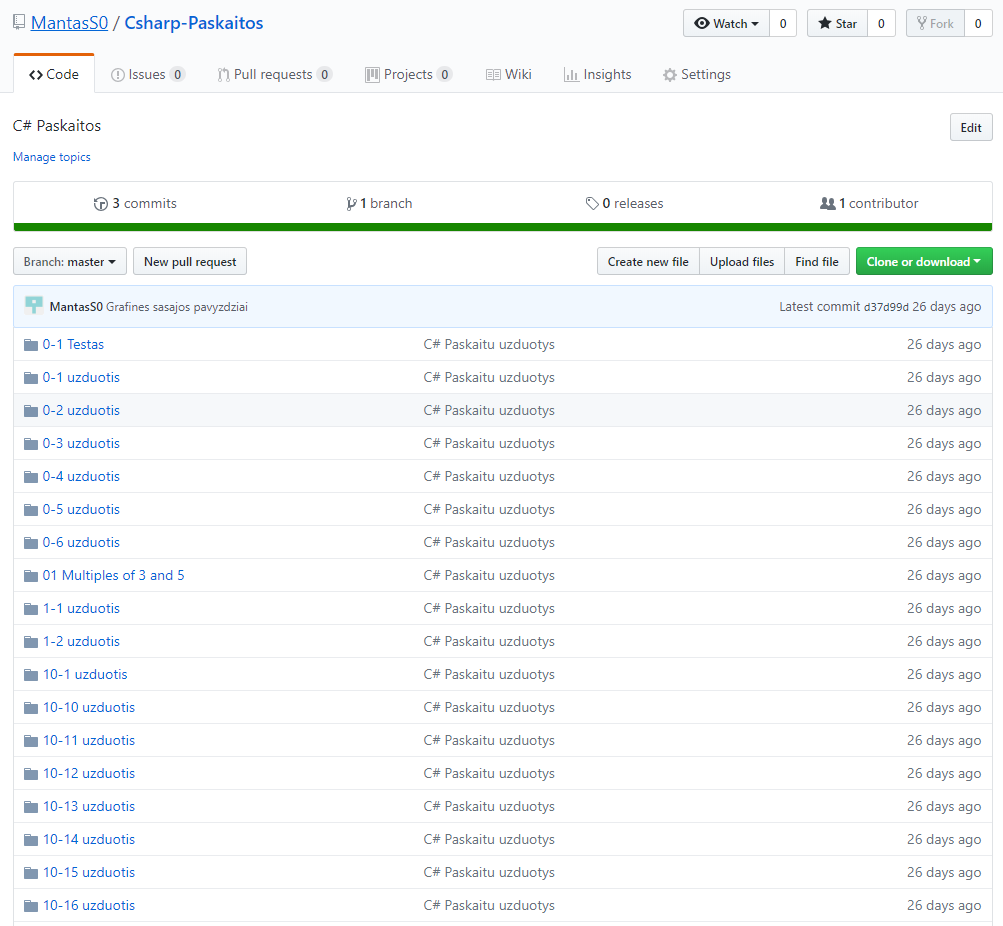 MantasS0 / Csharp-Paskaitos Watch 0 Star 0 Fork 0
Code Issues 0 Pull requests 0 Projects 0 Wiki Insights Settings
C# Paskaitos Edit
Manage topics
3 commits 1 branch 0 releases 1 contributor
Branch: master New pull request Create new file Upload files Find file Clone or download
MantasS0 Grafines sasajos pavyzdziai Latest commit d37d99d 26 days ago
0-1 Testas C# Paskaitu uzduotys 26 days ago
0-1 uzduotis C# Paskaitu uzduotys 26 days ago
0-2 uzduotis C# Paskaitu uzduotys 26 days ago
0-3 uzduotis C# Paskaitu uzduotys 26 days ago
0-4 uzduotis C# Paskaitu uzduotys 26 days ago
0-5 uzduotis C# Paskaitu uzduotys 26 days ago
0-6 uzduotis C# Paskaitu uzduotys 26 days ago
01 Multiples of 3 and 5 C# Paskaitu uzduotys 26 days ago
1-1 uzduotis C# Paskaitu uzduotys 26 days ago
1-2 uzduotis C# Paskaitu uzduotys 26 days ago
10-1 uzduotis C# Paskaitu uzduotys 26 days ago
10-10 uzduotis C# Paskaitu uzduotys 26 days ago
10-11 uzduotis C# Paskaitu uzduotys 26 days ago
10-12 uzduotis C# Paskaitu uzduotys 26 days ago
10-13 uzduotis C# Paskaitu uzduotys 26 days ago
10-14 uzduotis C# Paskaitu uzduotys 26 days ago
10-15 uzduotis C# Paskaitu uzduotys 26 days ago
10-16 uzduotis C# Paskaitu uzduotys 26 days ago